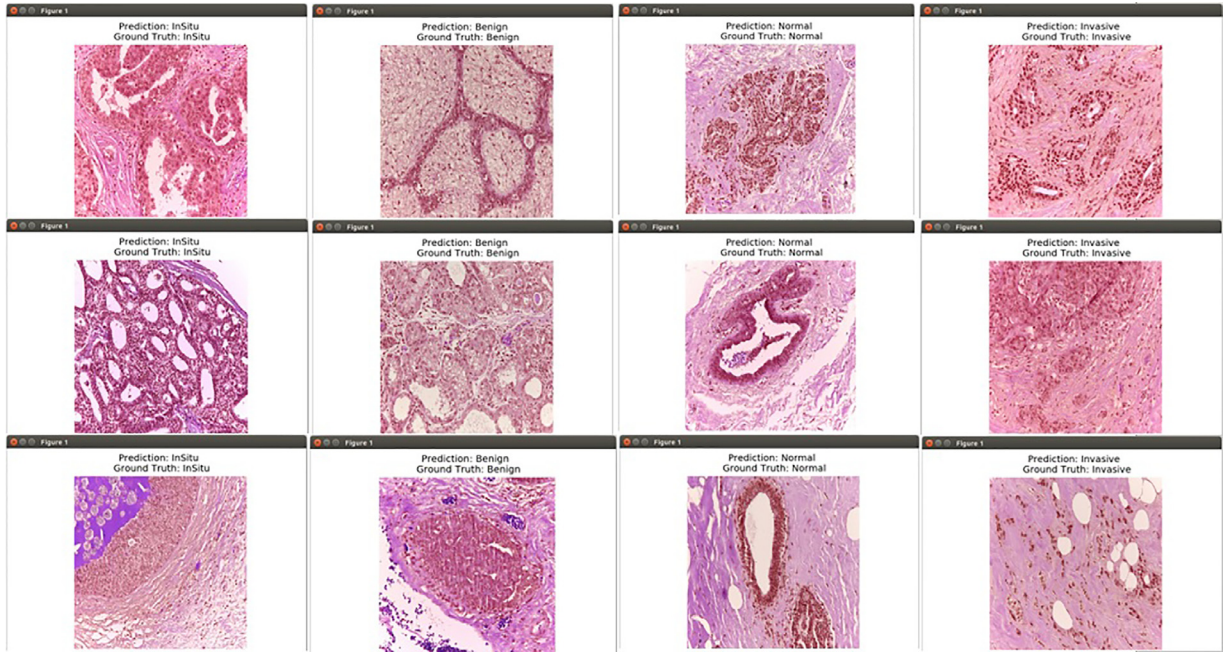 Figure 1
Prediction: InSitu
Ground Truth: InSitu
Figure 1
Prediction: Benign
Ground Truth: Benign
Figure 1
Prediction: Normal
Ground Truth: Normal
Figure 1
Prediction: Invasive
Ground Truth: Invasive
Figure 1
Prediction: InSitu
Ground Truth: InSitu
Figure 1
Prediction: Benign
Ground Truth: Benign
Figure 1
Prediction: Normal
Ground Truth: Normal
Figure 1
Prediction: Invasive
Ground Truth: Invasive
Figure 1
Prediction: InSitu
Ground Truth: InSitu
Figure 1
Prediction: Benign
Ground Truth: Benign
Figure 1
Prediction: Normal
Ground Truth: Normal
Figure 1
Prediction: Invasive
Ground Truth: Invasive